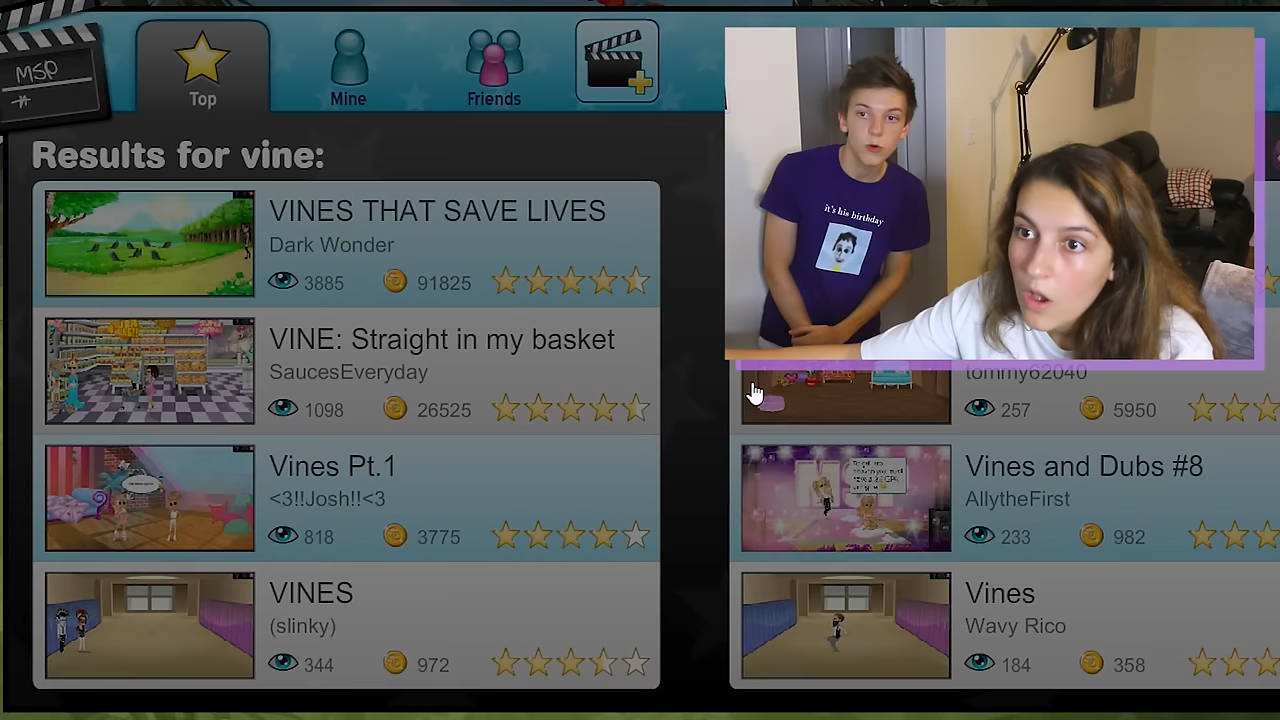 MSP
Top
Mine
Friends
Results for vine:
VINES THAT SAVE LIVES
Dark Wonder
3885 91825
VINE: Straight in my basket
SaucesEveryday
1098 26525
Vines Pt.1
<3!!Josh!!<3
818 3775
VINES
(slinky)
344 972
it's his birthday
tommy62040
257 5950
Vines and Dubs #8
AllytheFirst
233 982
Vines
Wavy Rico
184 358